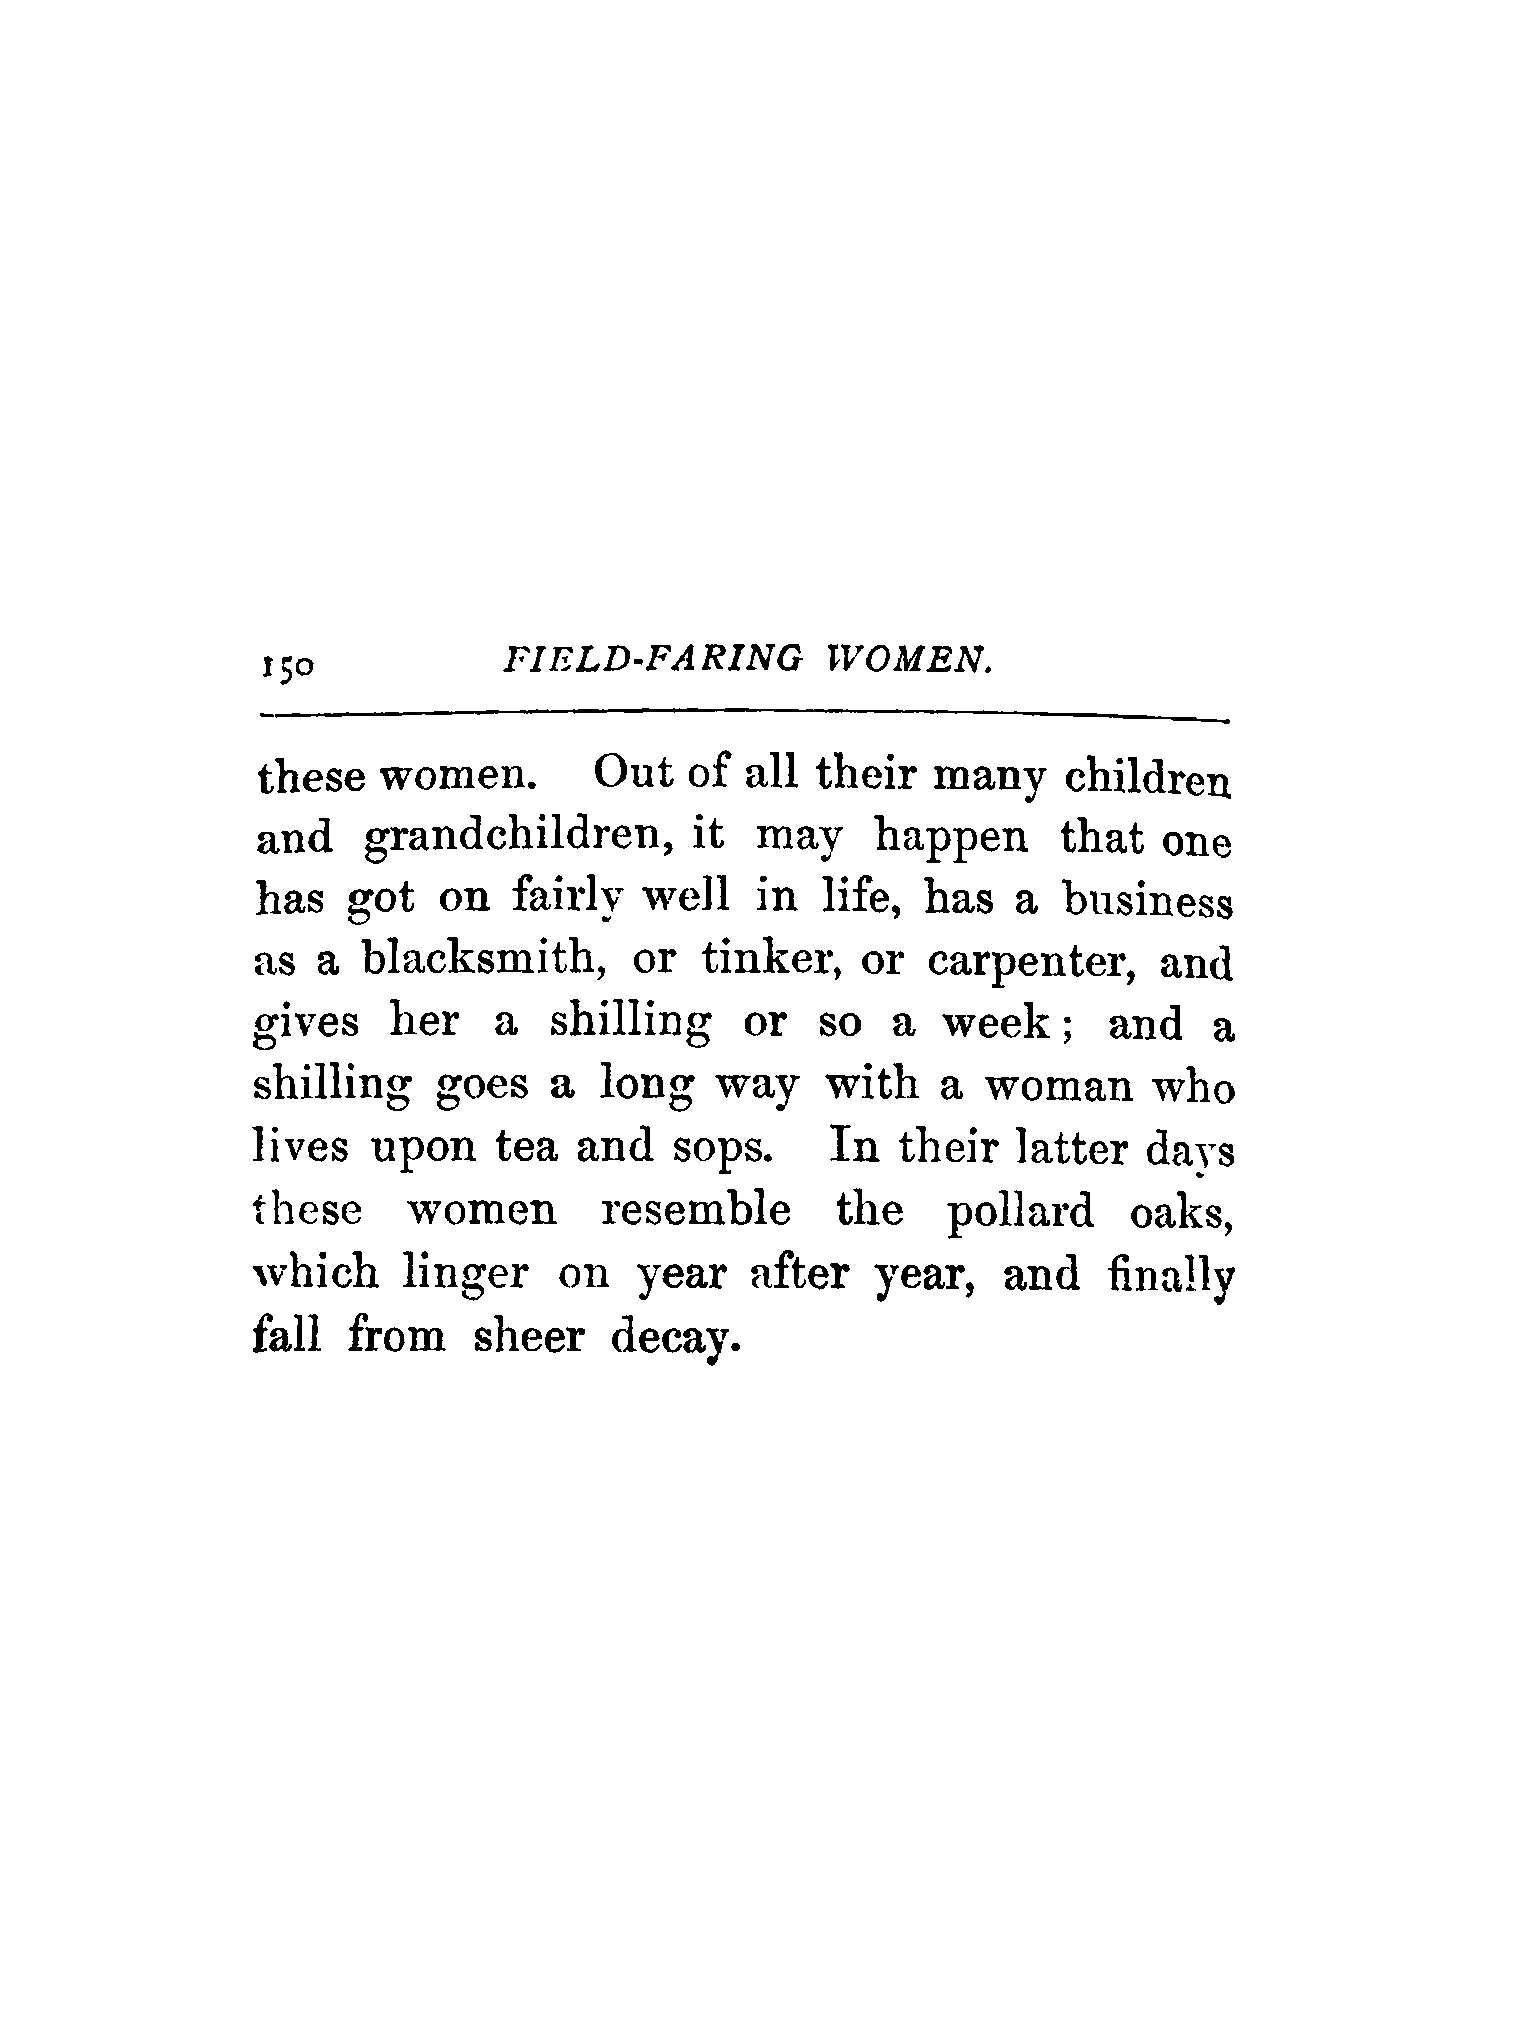 150 FIELD-FARING WOMEN.
these women. Out of all their many children
and grandchildren, it may happen that one
has got on fairly well in life, has a business
as a blacksmith, or tinker, or carpenter, and
gives her a shilling or so a week; and a
shilling goes a long way with a woman who
lives upon tea and sops. In their latter days
these women resemble the pollard oaks,
which linger on year after year, and finally
fall from sheer decay.